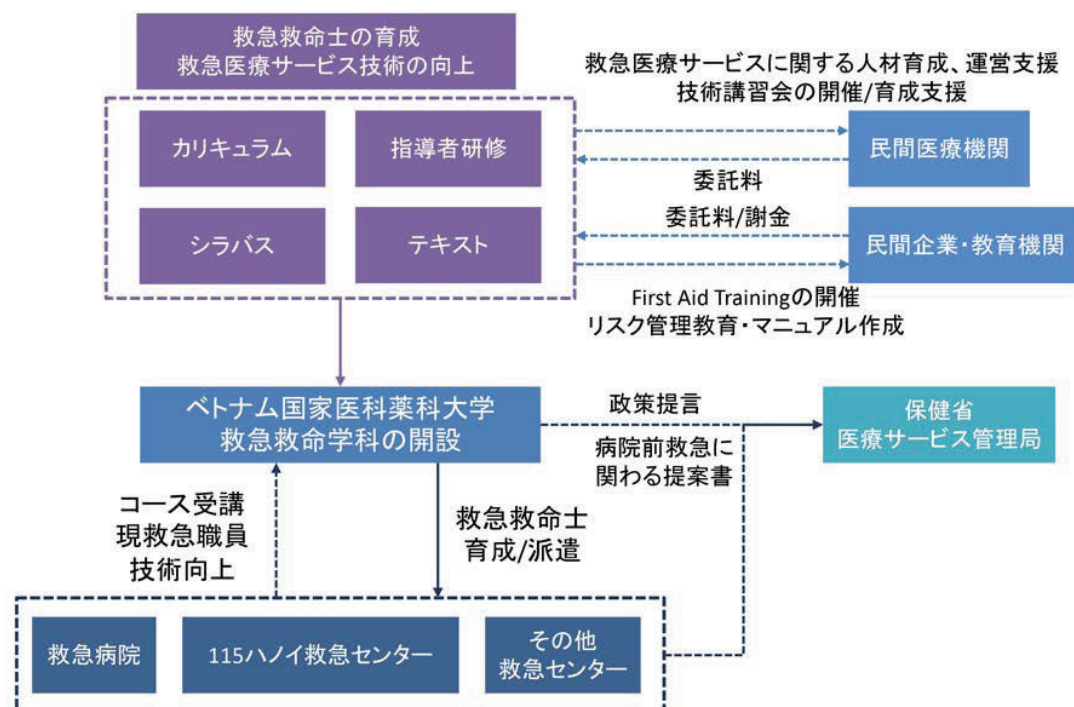 救急救命士の育成
救急医療サービス技術の向上
救急医療サービスに関する人材育成、運営支援
技術講習会の開催/育成支援
カリキュラム
指導者研修
民間医療機関
委託料
シラバス
テキスト
委託料/謝金
民間企業・教育機関
First Aid Trainingの開催
リスク管理教育・マニュアル作成
ベトナム国家医科薬科大学
救急救命学科の開設
政策提言
病院前救急に
関わる提案書
保健省
医療サービス管理局
コース受講
現救急職員
技術向上
救急救命士
育成/派遣
救急病院
115ハノイ救急センター
その他
救急センター